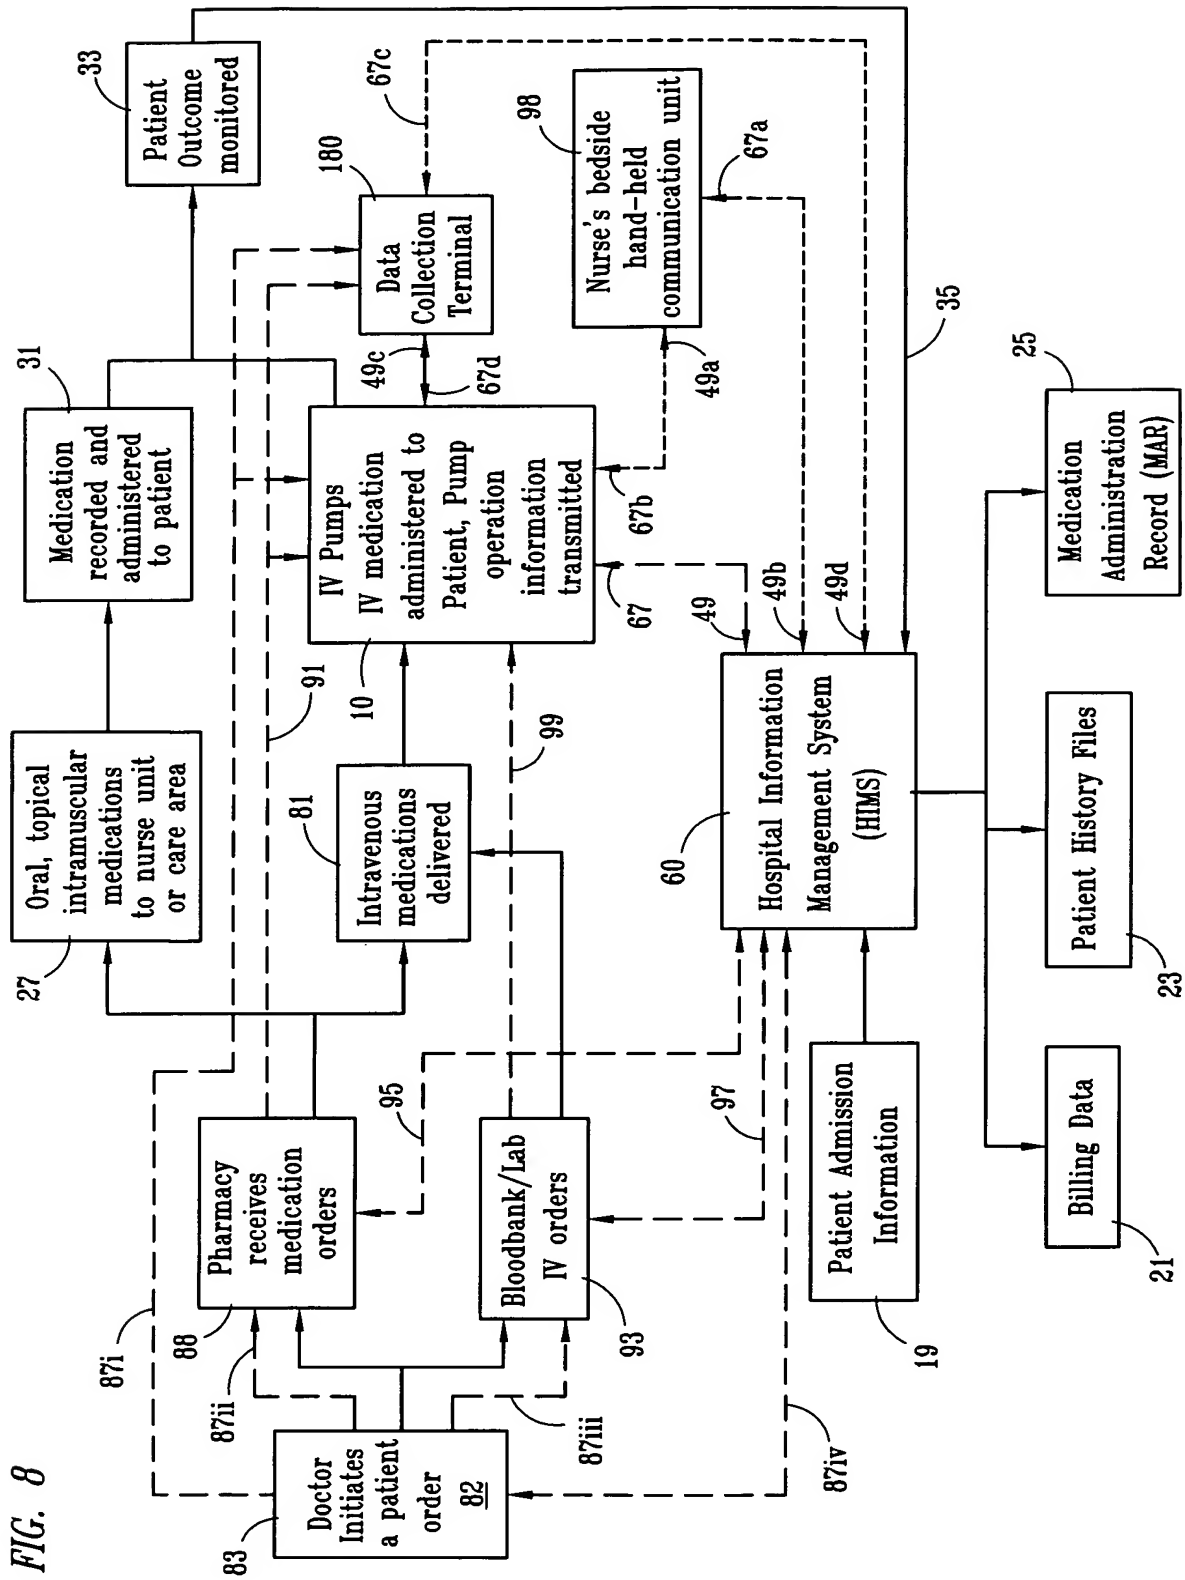 FIG. 8
83
Doctor
Initiates
a patient
order
82
87i
87ii
87iii
87iv
88
Pharmacy
receives
medication
orders
93
Bloodbank/Lab
IV orders
95
97
27
Oral, topical
intramuscular
medications
to nurse unit
or care area
91
81
Intravenous
medications
delivered
99
31
Medication
recorded and
administered
to patient
10
IV Pumps
IV medication
administered to
Patient, Pump
operation
information
transmitted
33
Patient
Outcome
monitored
180
Data
Collection
Terminal
49c
67d
67c
98
Nurse's bedside
hand-held
communication unit
67a
49a
67b
67
49
49b
49d
35
60
Hospital Information
Management System
(HIMS)
19
Patient Admission
Information
21
Billing Data
23
Patient History Files
25
Medication
Administration
Record (MAR)